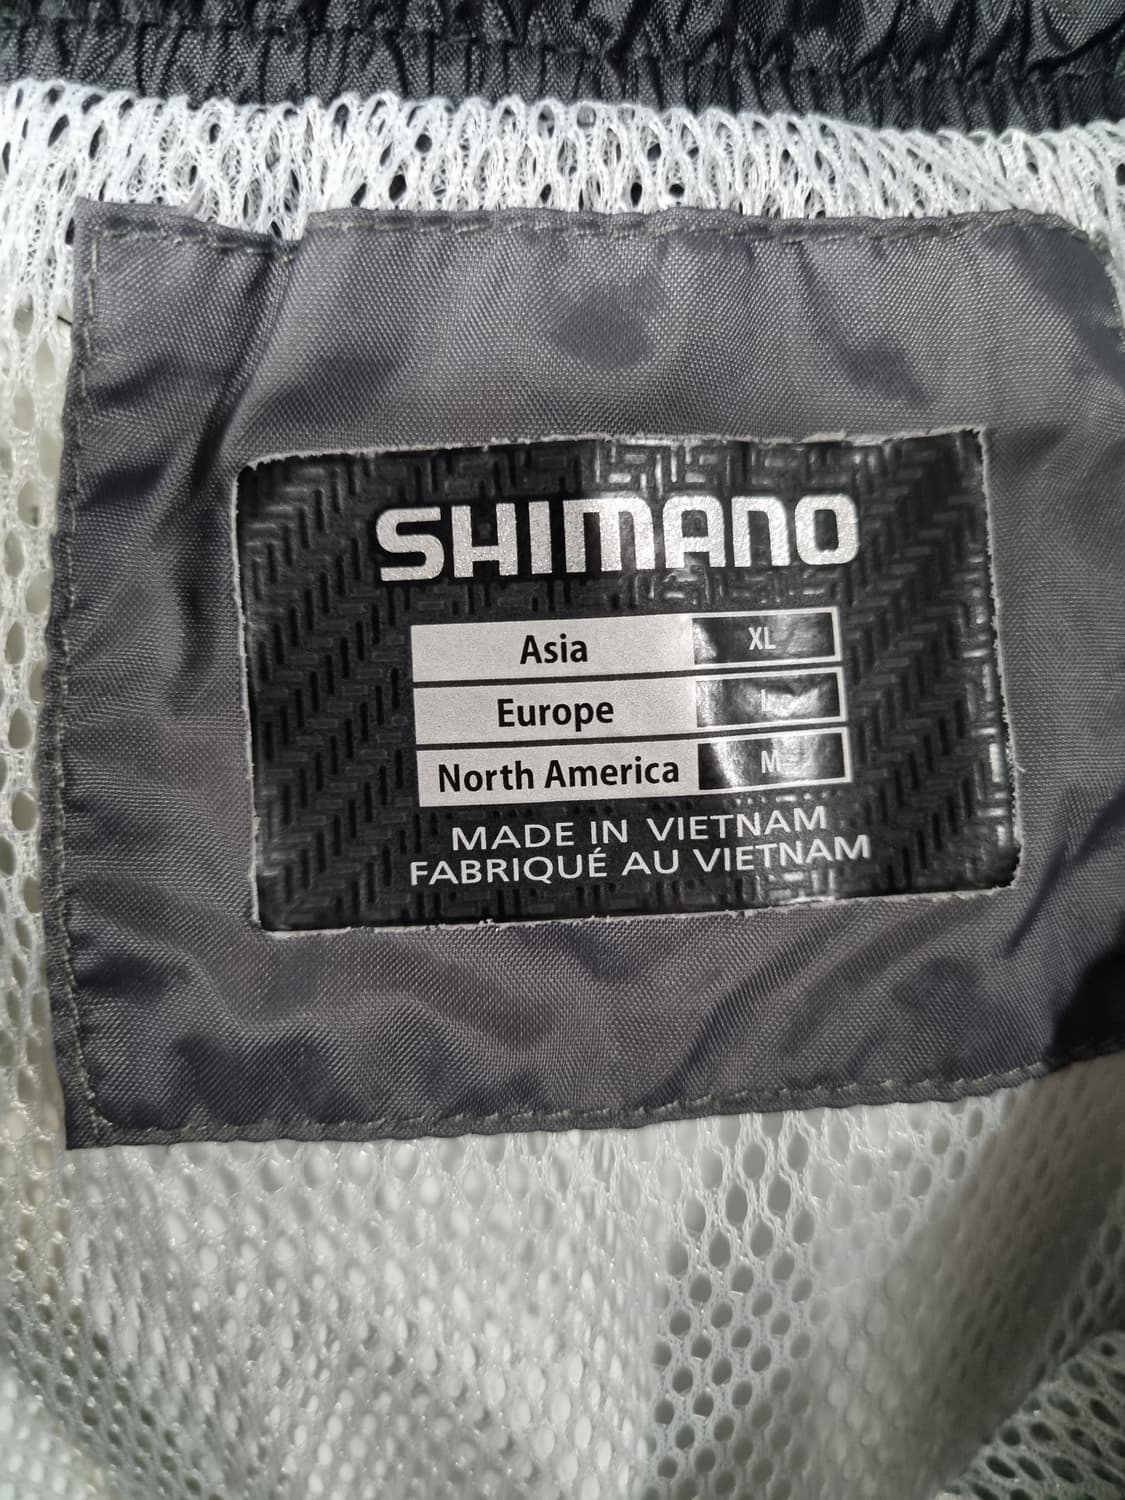 SHIMANO
Asia XL
Europe L
North America M
MADE IN VIETNAM
FABRIQUÉ AU VIETNAM